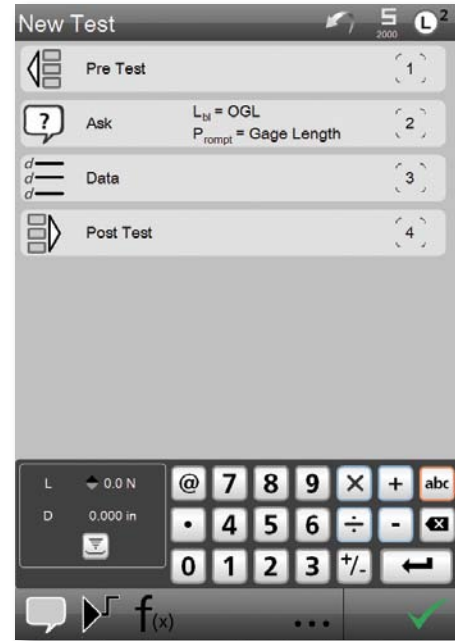 New Test
5
2000
L2
Pre Test
1
?
Ask
Lbl = OGL
Prompt = Gage Length
2
d
d
d
Data
3
Post Test
4
L 0.0 N
D 0.000 in
@ 7 8 9 × + abc
• 4 5 6 ÷ -
0 1 2 3 +/-
f(x)
...